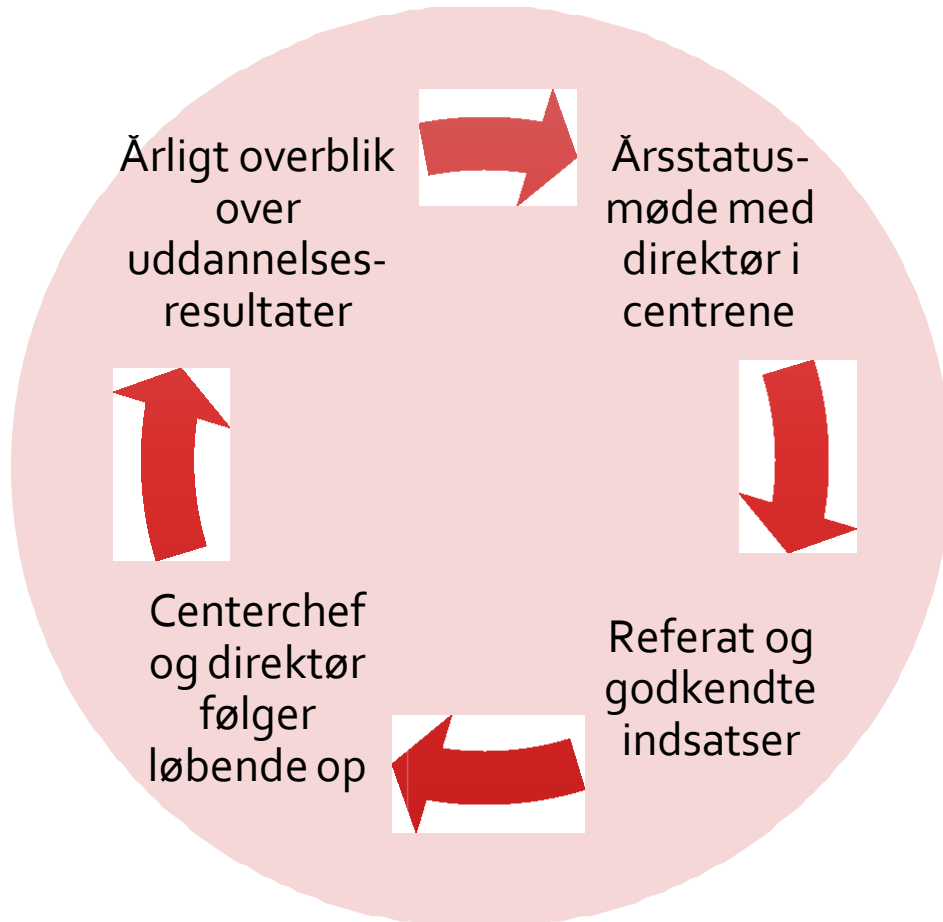 Årligt overblik
over
uddannelses-
resultater
Årsstatus-
møde med
direktør i
centrene
Referat og
godkendte
indsatser
Centerchef
og direktør
følger
løbende op